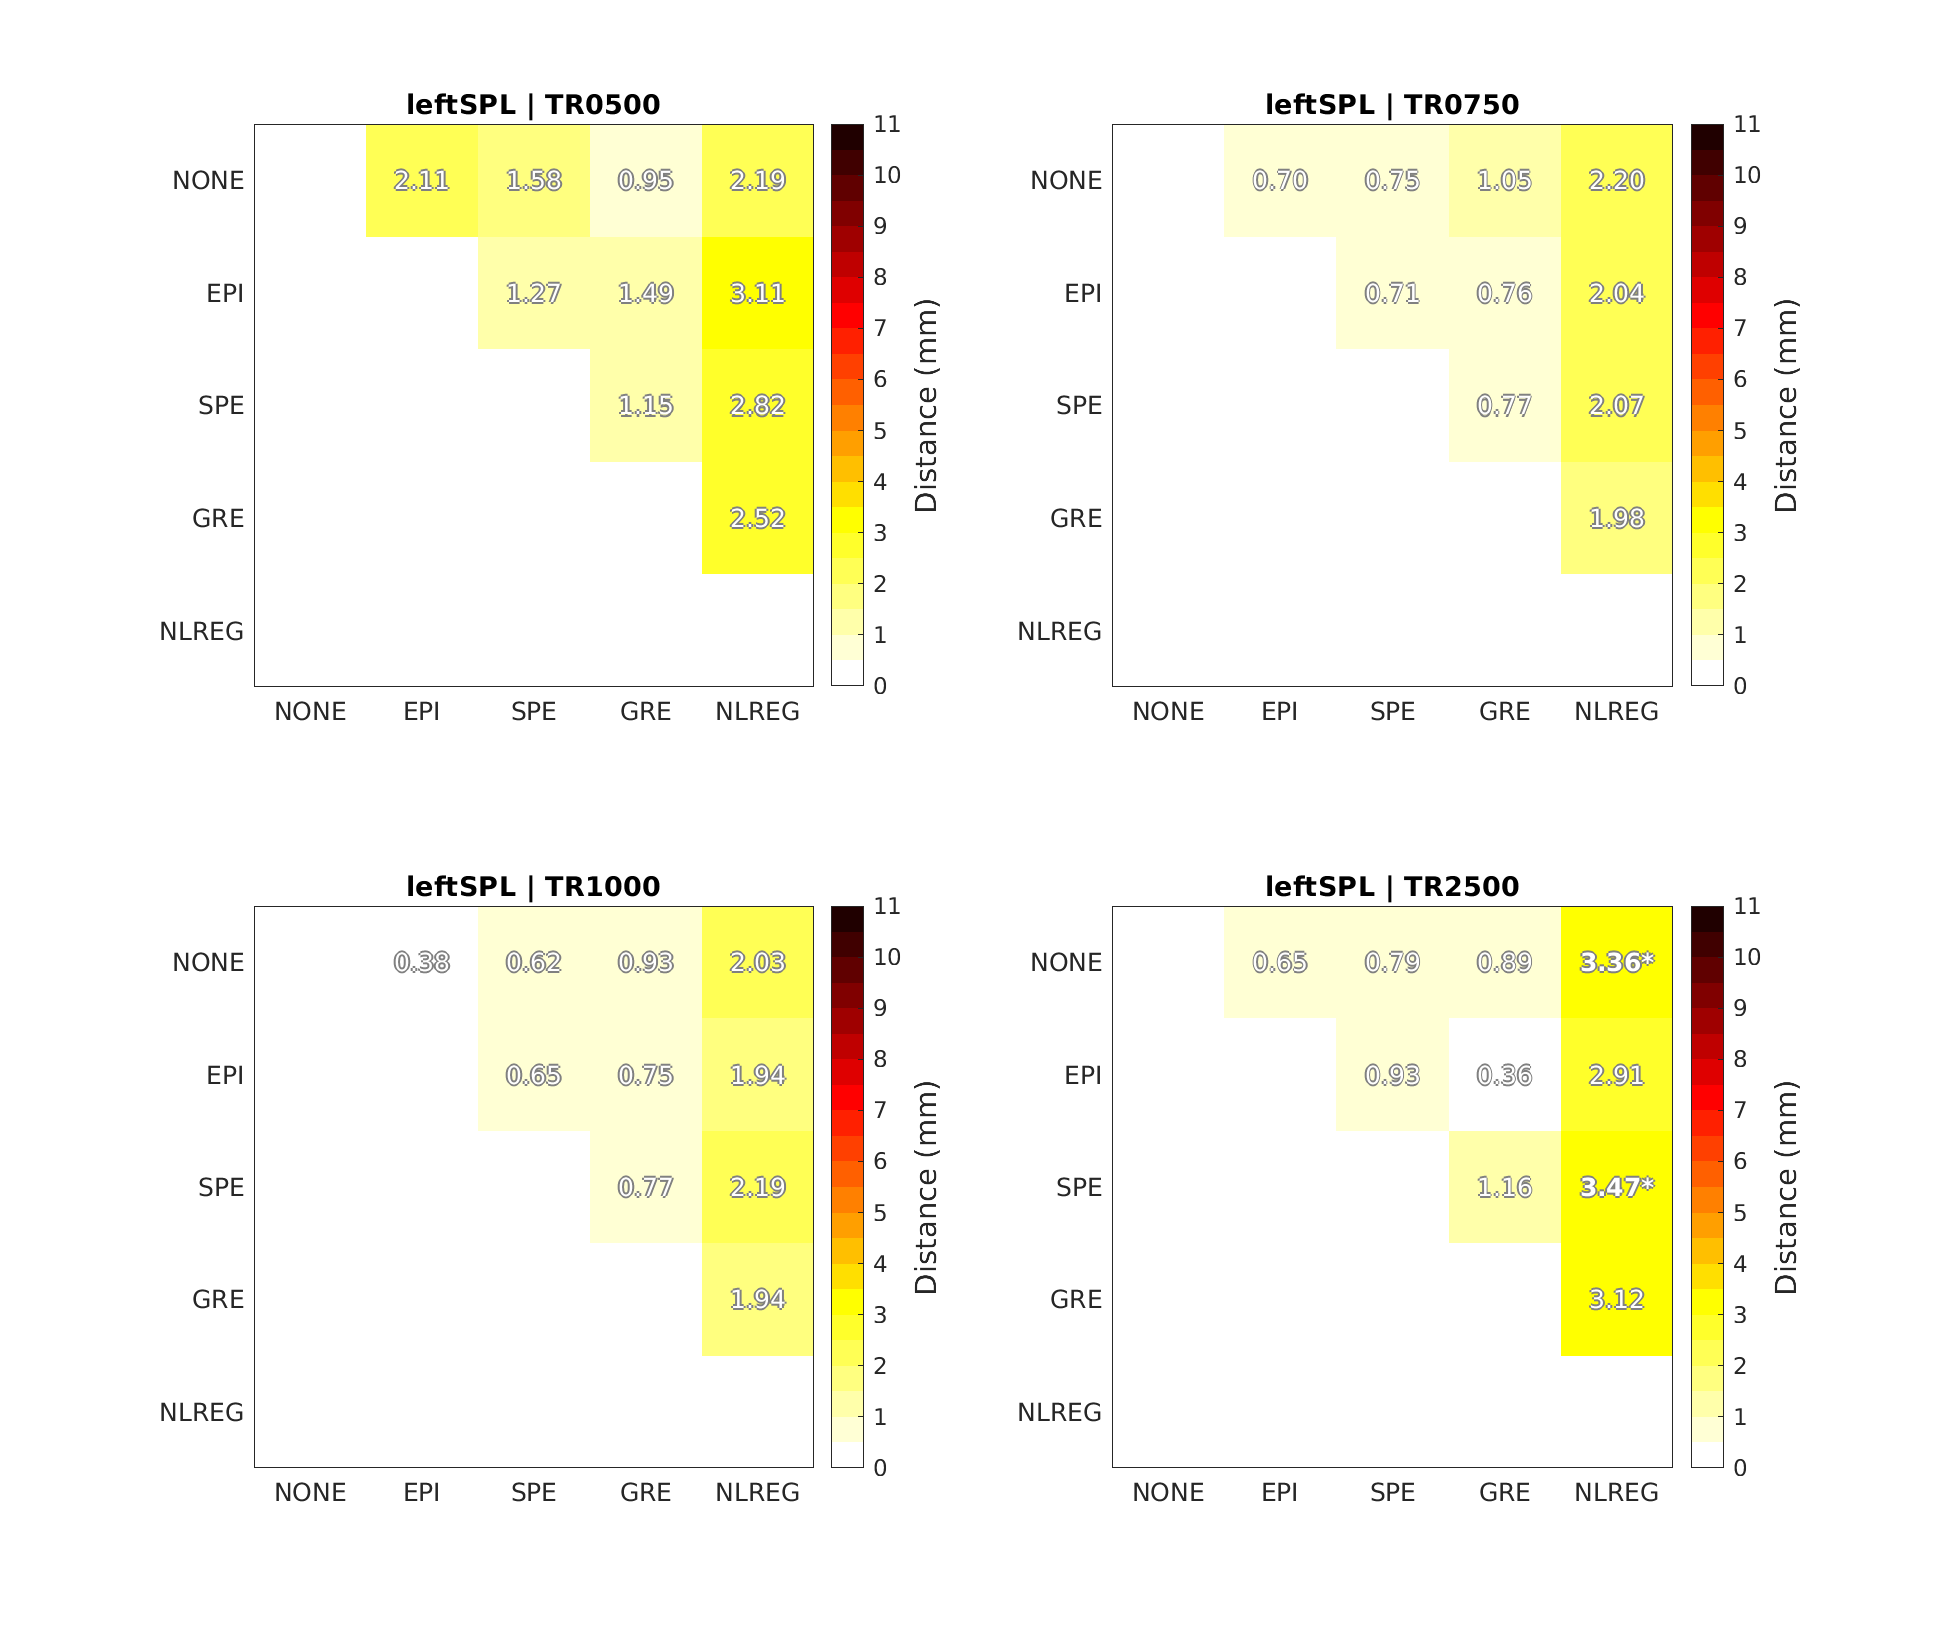 leftSPL | TR0500
NONE 2.11 1.58 0.95 2.19
EPI 1.27 1.49 3.11
SPE 1.15 2.82
GRE 2.52
NLREG
NONE EPI SPE GRE NLREG
11
10
9
8
7
6
5
4
3
2
1
0
Distance (mm)
leftSPL | TR0750
NONE 0.70 0.75 1.05 2.20
EPI 0.71 0.76 2.04
SPE 0.77 2.07
GRE 1.98
NLREG
NONE EPI SPE GRE NLREG
11
10
9
8
7
6
5
4
3
2
1
0
Distance (mm)
leftSPL | TR1000
NONE 0.38 0.62 0.93 2.03
EPI 0.65 0.75 1.94
SPE 0.77 2.19
GRE 1.94
NLREG
NONE EPI SPE GRE NLREG
11
10
9
8
7
6
5
4
3
2
1
0
Distance (mm)
leftSPL | TR2500
NONE 0.65 0.79 0.89 3.36*
EPI 0.93 0.36 2.91
SPE 1.16 3.47*
GRE 3.12
NLREG
NONE EPI SPE GRE NLREG
11
10
9
8
7
6
5
4
3
2
1
0
Distance (mm)